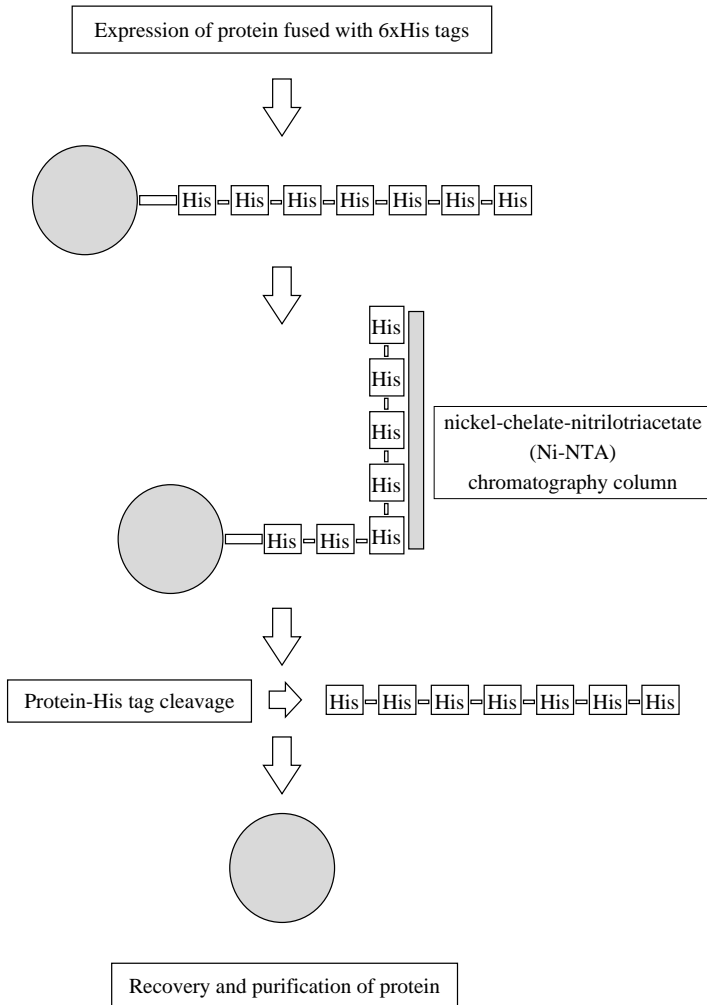 Expression of protein fused with 6xHis tags
His His His His His His His
His
His
His
His
nickel-chelate-nitrilotriacetate
(Ni-NTA)
chromatography column
His His His
Protein-His tag cleavage
His His His His His His His
Recovery and purification of protein